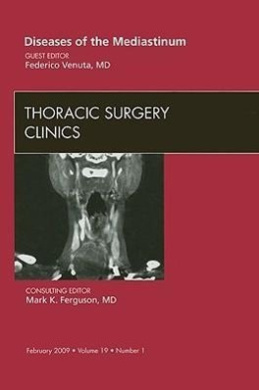 Diseases of the Mediastinum
GUEST EDITOR
Federico Venuta, MD
THORACIC SURGERY
CLINICS
CONSULTING EDITOR
Mark K. Ferguson, MD
February 2009 • Volume 19 • Number 1